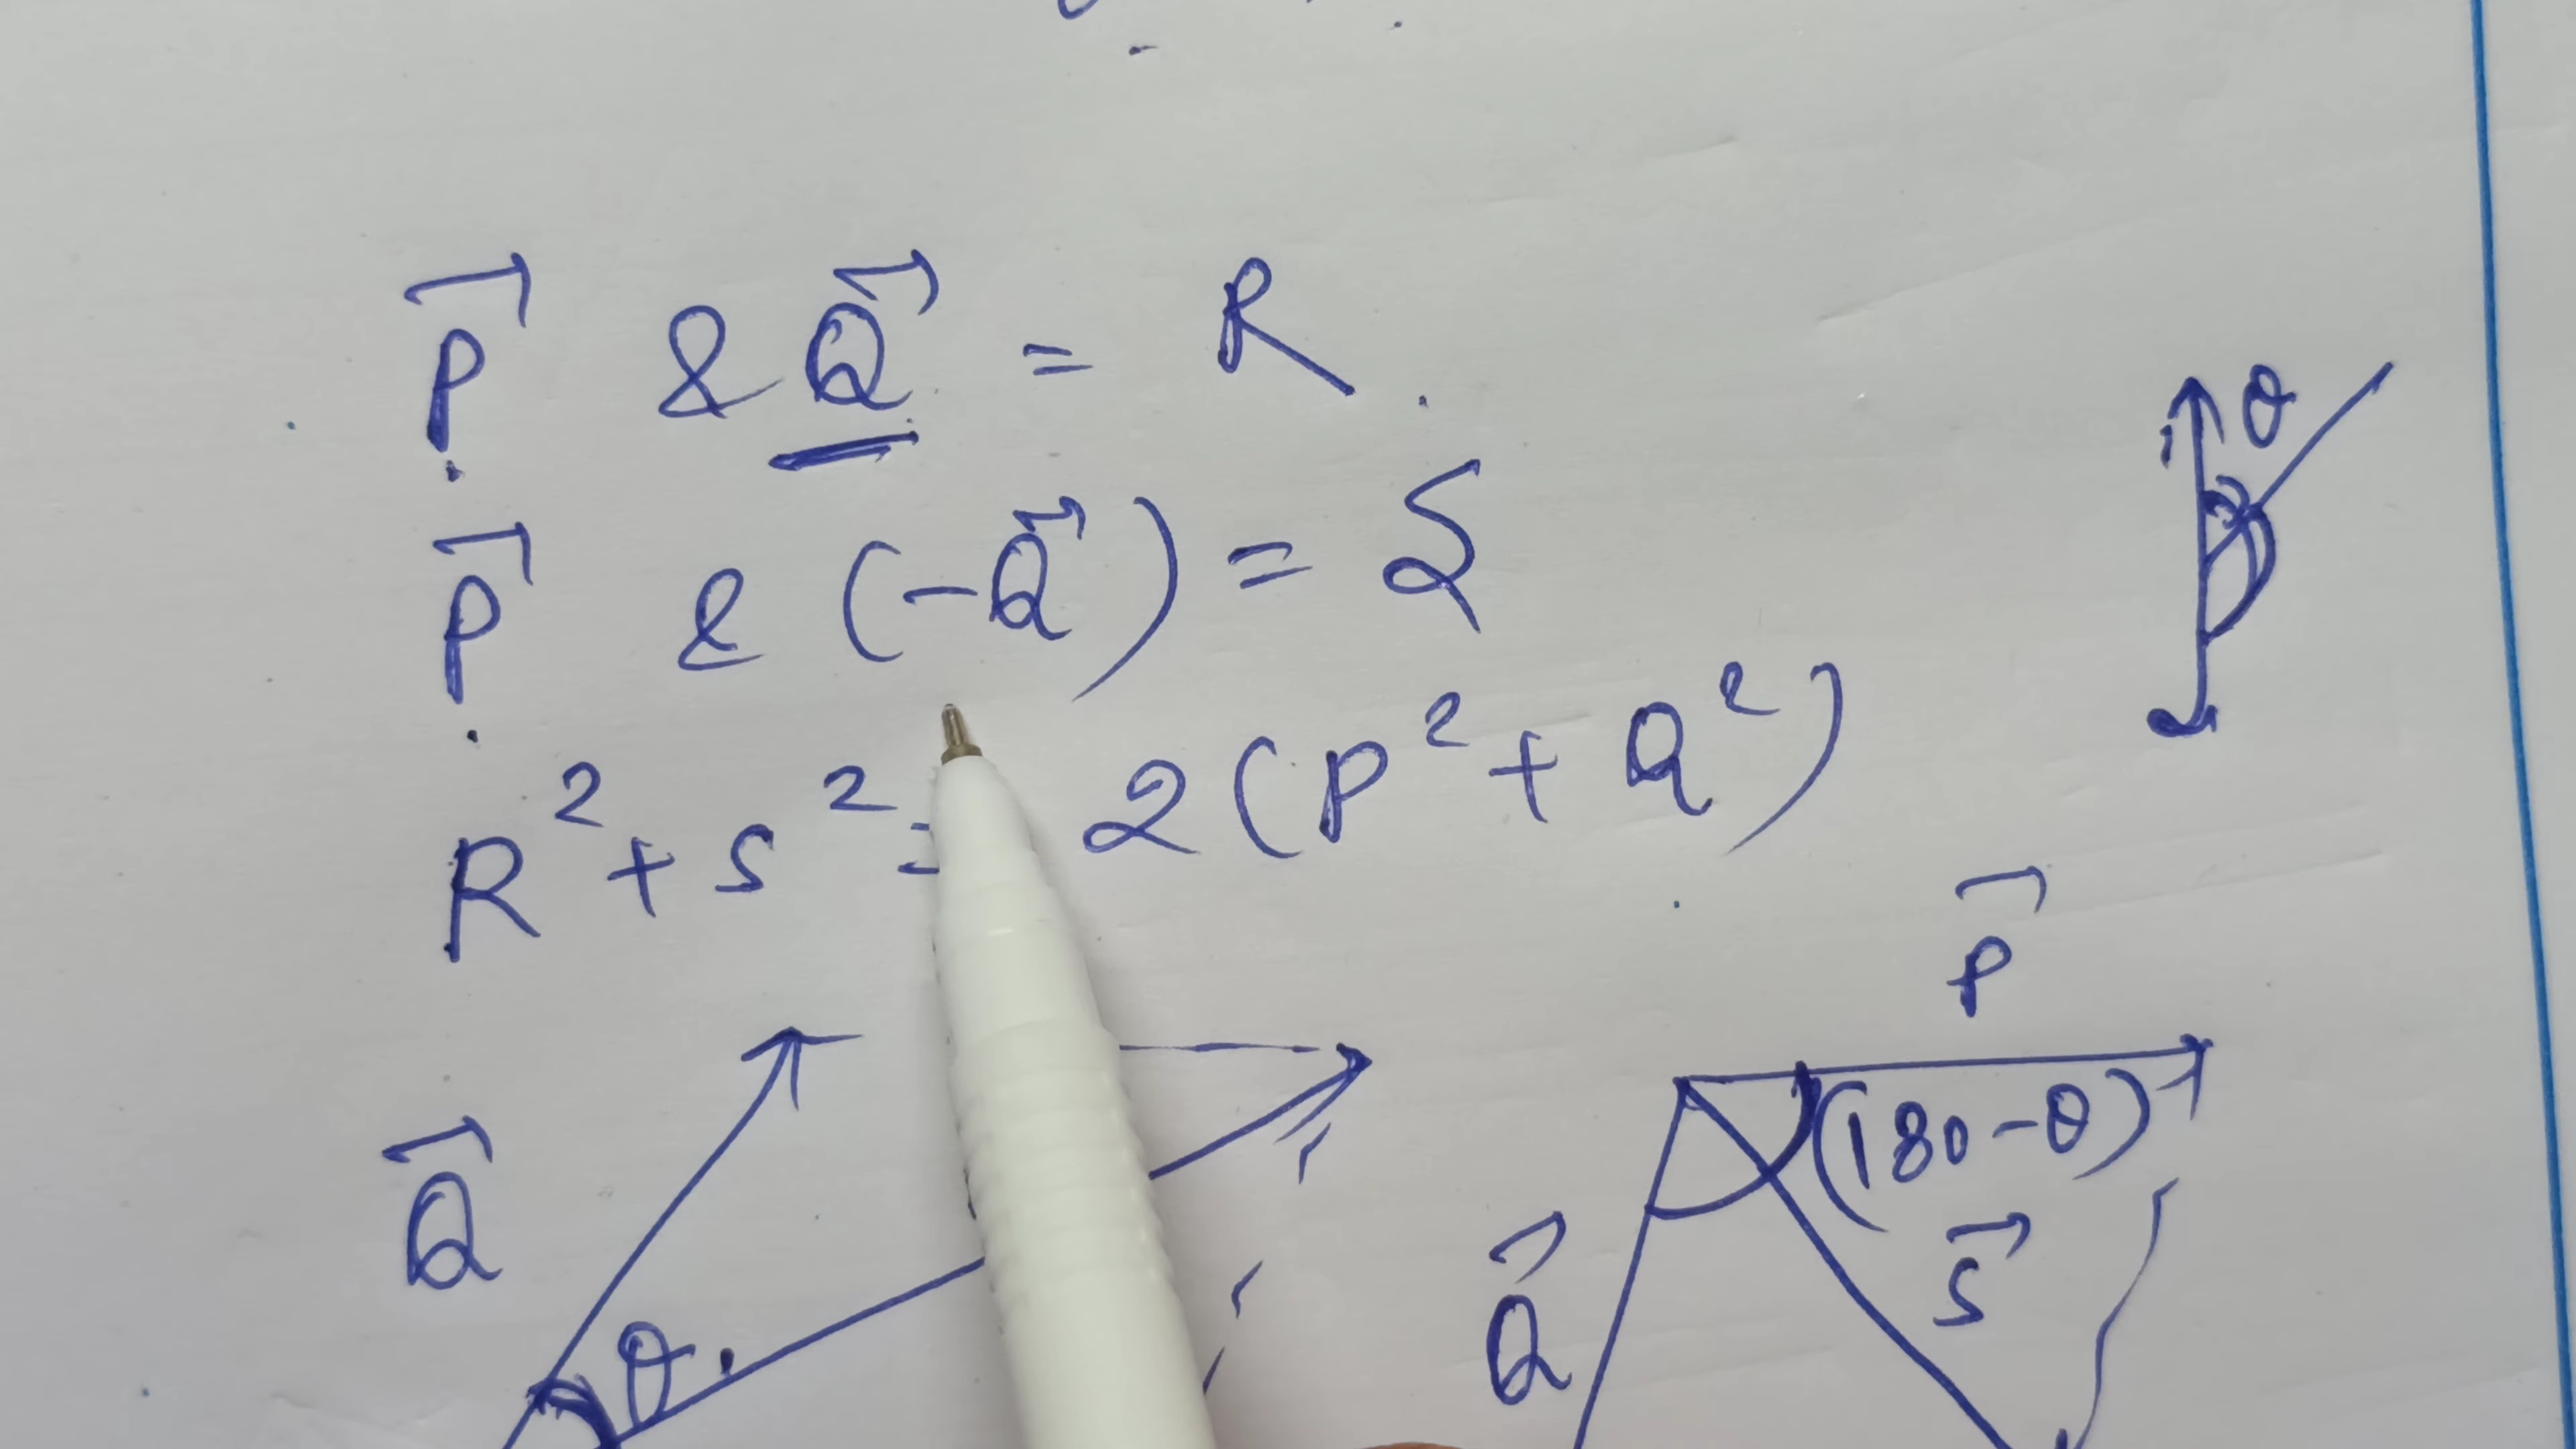 P⃗ & Q⃗ = R
P⃗ & (-Q⃗) = S
R² + S² = 2(P² + Q²)
θ
P⃗
(180-θ)
Q⃗
S⃗
Q⃗
θ